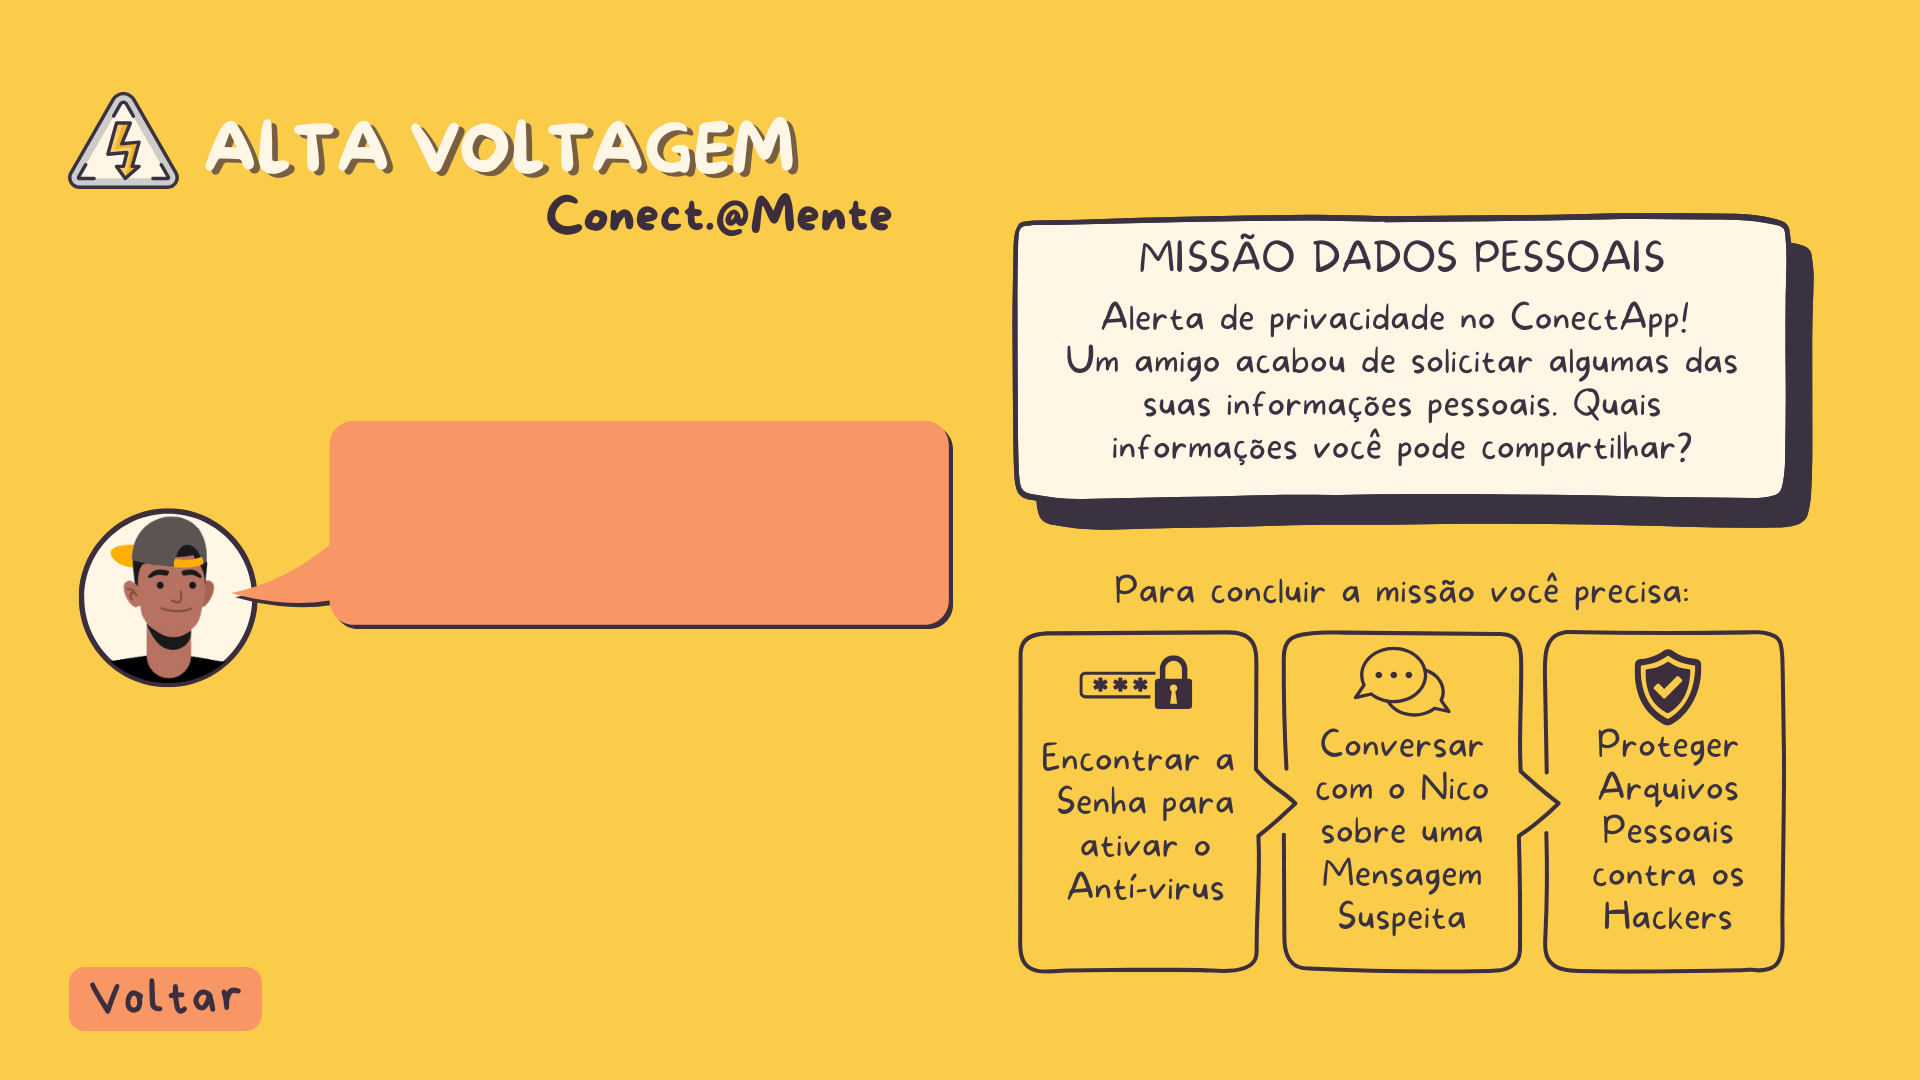 ALTA VOLTAGEM
Conect.@Mente
MISSÃO DADOS PESSOAIS
Alerta de privacidade no ConectApp!
Um amigo acabou de solicitar algumas das
suas informações pessoais. Quais
informações você pode compartilhar?
Para concluir a missão você precisa:
***
Encontrar a
Senha para
ativar o
Antí-virus
Conversar
com o Nico
sobre uma
Mensagem
Suspeita
Proteger
Arquivos
Pessoais
contra os
Hackers
Voltar